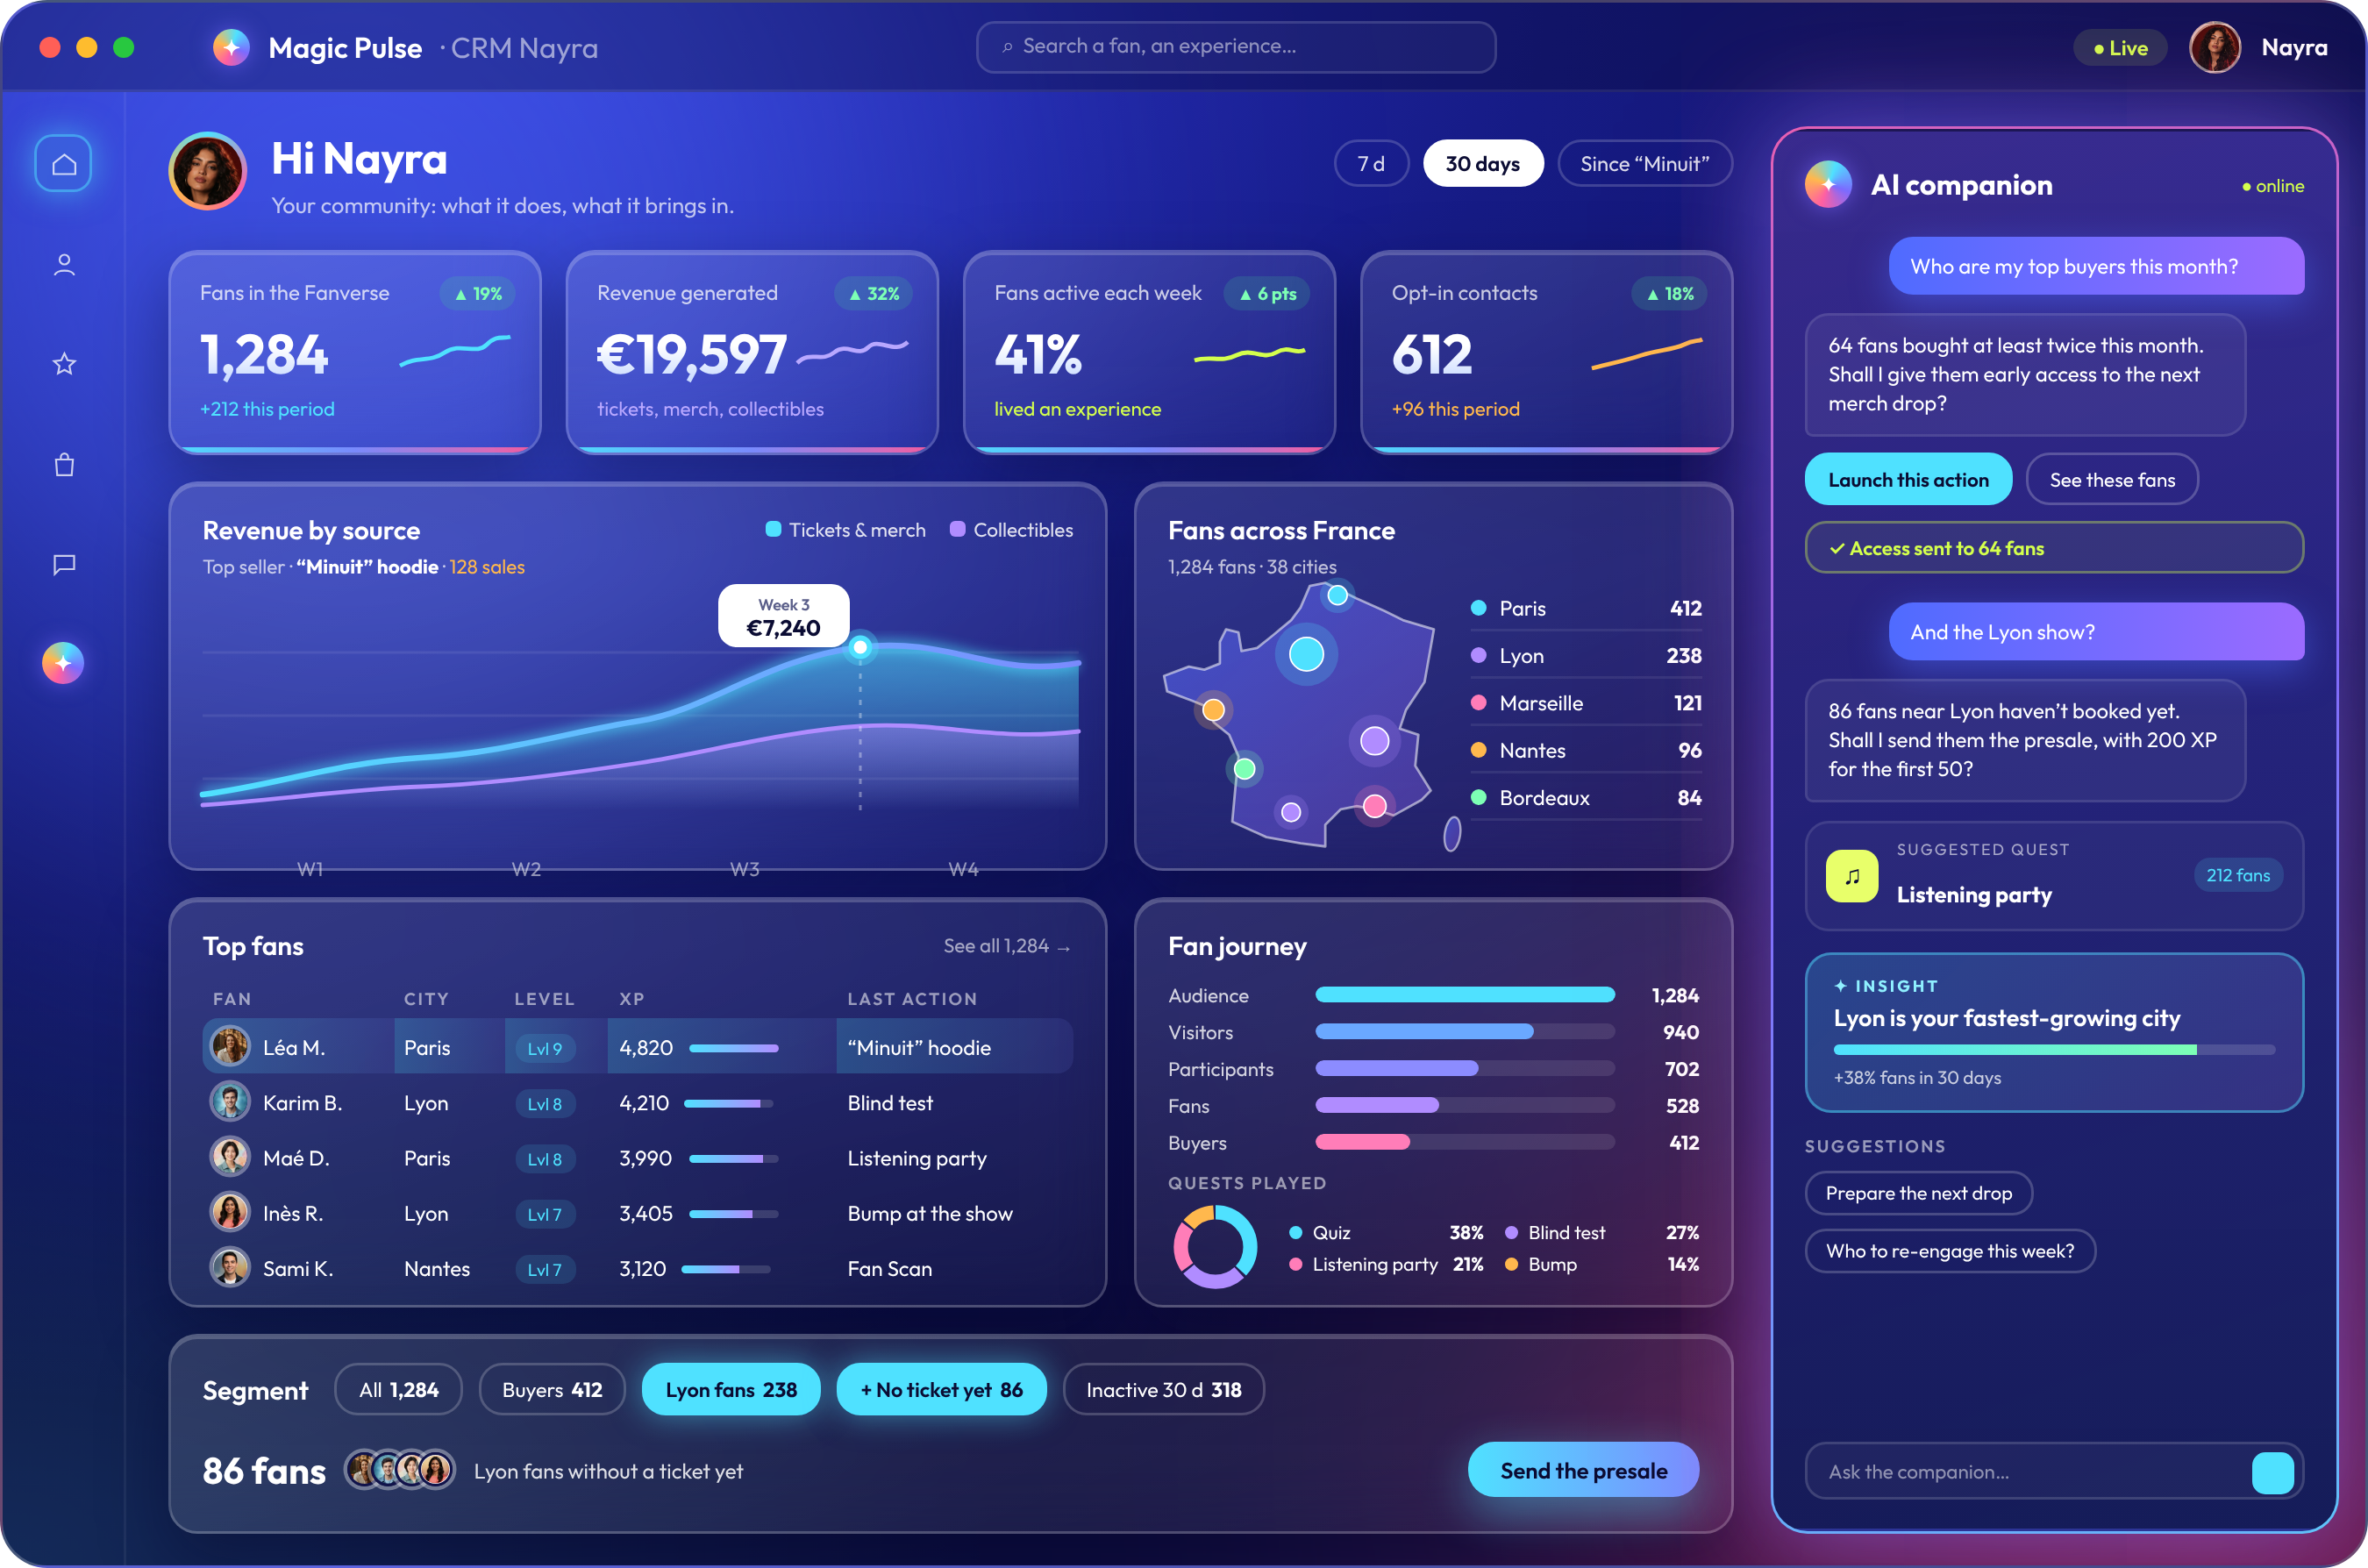 Magic Pulse · CRM Nayra
Search a fan, an experience...
Live
Nayra
Hi Nayra
Your community: what it does, what it brings in.
7 d
30 days
Since “Minuit”
Fans in the Fanverse
▲ 19%
1,284
+212 this period
Revenue generated
▲ 32%
€19,597
tickets, merch, collectibles
Fans active each week
▲ 6 pts
41%
lived an experience
Opt-in contacts
▲ 18%
612
+96 this period
Revenue by source
Tickets & merch
Collectibles
Top seller · “Minuit” hoodie · 128 sales
Week 3
€7,240
W1
W2
W3
W4
Fans across France
1,284 fans · 38 cities
Paris 412
Lyon 238
Marseille 121
Nantes 96
Bordeaux 84
Top fans
See all 1,284 →
FAN CITY LEVEL XP LAST ACTION
Léa M. Paris Lvl 9 4,820 “Minuit” hoodie
Karim B. Lyon Lvl 8 4,210 Blind test
Maé D. Paris Lvl 8 3,990 Listening party
Inès R. Lyon Lvl 7 3,405 Bump at the show
Sami K. Nantes Lvl 7 3,120 Fan Scan
Fan journey
Audience 1,284
Visitors 940
Participants 702
Fans 528
Buyers 412
QUESTS PLAYED
Quiz 38%
Blind test 27%
Listening party 21%
Bump 14%
Segment
All 1,284
Buyers 412
Lyon fans 238
+ No ticket yet 86
Inactive 30 d 318
86 fans
Lyon fans without a ticket yet
Send the presale
AI companion
online
Who are my top buyers this month?
64 fans bought at least twice this month.
Shall I give them early access to the next
merch drop?
Launch this action
See these fans
✓ Access sent to 64 fans
And the Lyon show?
86 fans near Lyon haven’t booked yet.
Shall I send them the presale, with 200 XP
for the first 50?
SUGGESTED QUEST
Listening party
212 fans
✦ INSIGHT
Lyon is your fastest-growing city
+38% fans in 30 days
SUGGESTIONS
Prepare the next drop
Who to re-engage this week?
Ask the companion...